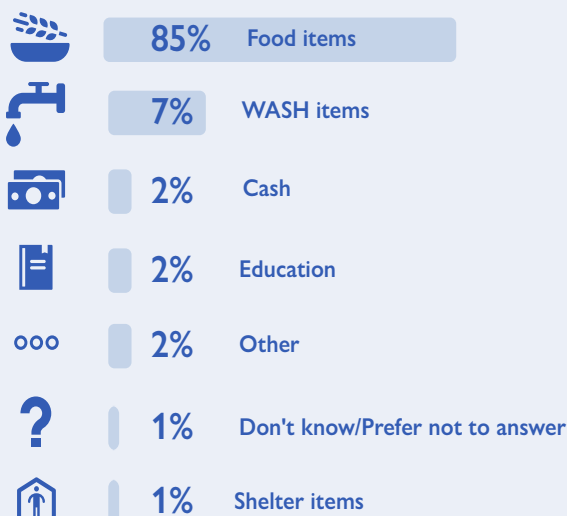 85% Food items
7% WASH items
2% Cash
2% Education
2% Other
1% Don't know/Prefer not to answer
1% Shelter items